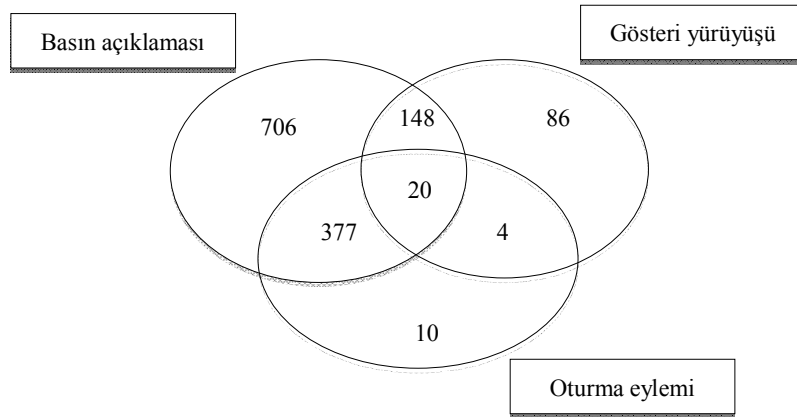 Basın açıklaması
Gösteri yürüyüşü
706
148
86
20
377
4
10
Oturma eylemi